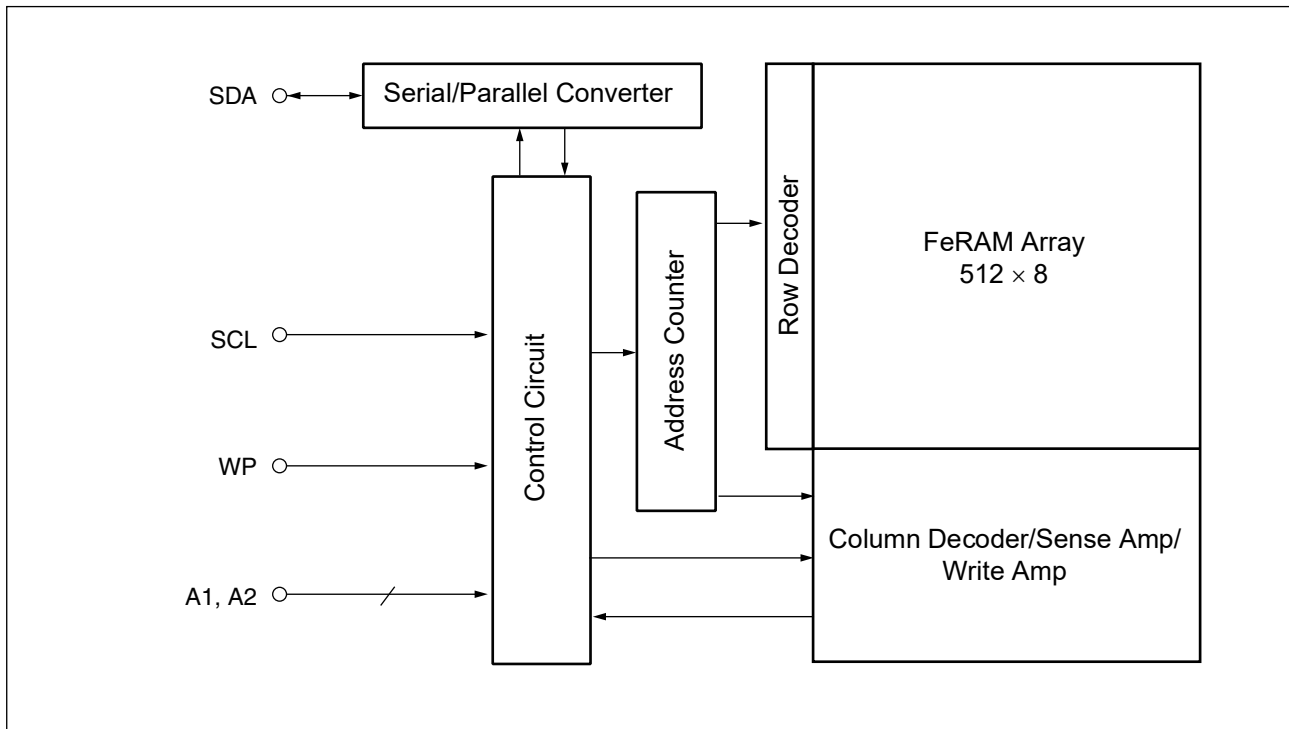 SDA
Serial/Parallel Converter
SCL
WP
A1, A2
Control Circuit
Address Counter
Row Decoder
FeRAM Array
512 × 8
Column Decoder/Sense Amp/
Write Amp